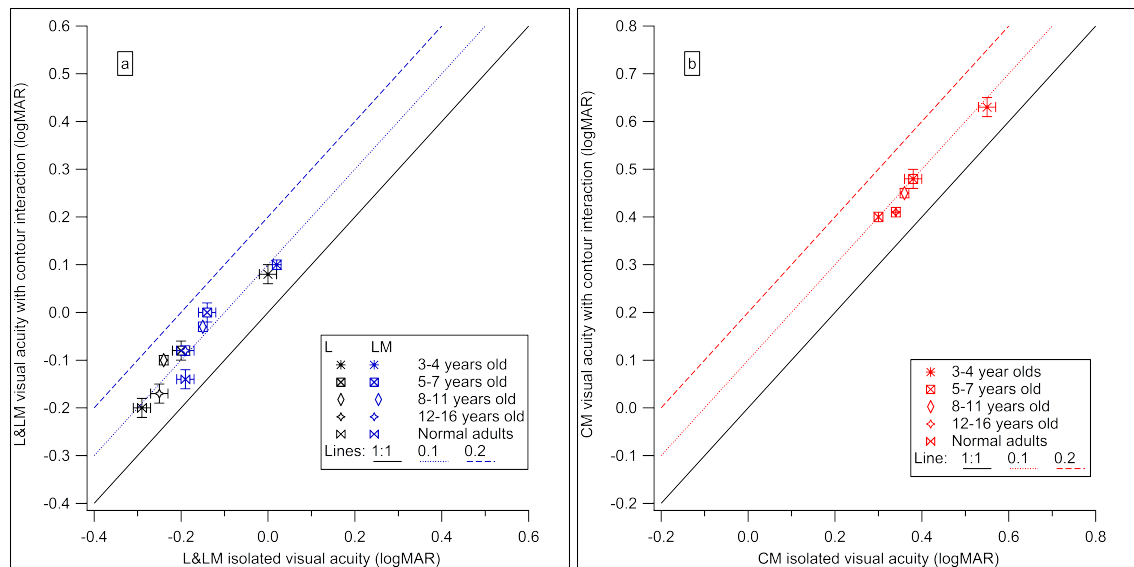 0.6
0.5
0.4
0.3
0.2
0.1
0.0
-0.1
-0.2
-0.3
-0.4
L&LM visual acuity with contour interaction (logMAR)
a
L LM
3-4 years old
5-7 years old
8-11 years old
12-16 years old
Normal adults
Lines: 1:1 0.1 0.2
-0.4 -0.2 0.0 0.2 0.4 0.6
L&LM isolated visual acuity (logMAR)
0.8
0.7
0.6
0.5
0.4
0.3
0.2
0.1
0.0
-0.1
-0.2
CM visual acuity with contour interaction (logMAR)
b
3-4 year olds
5-7 years old
8-11 years old
12-16 years old
Normal adults
Line: 1:1 0.1 0.2
-0.2 0.0 0.2 0.4 0.6 0.8
CM isolated visual acuity (logMAR)